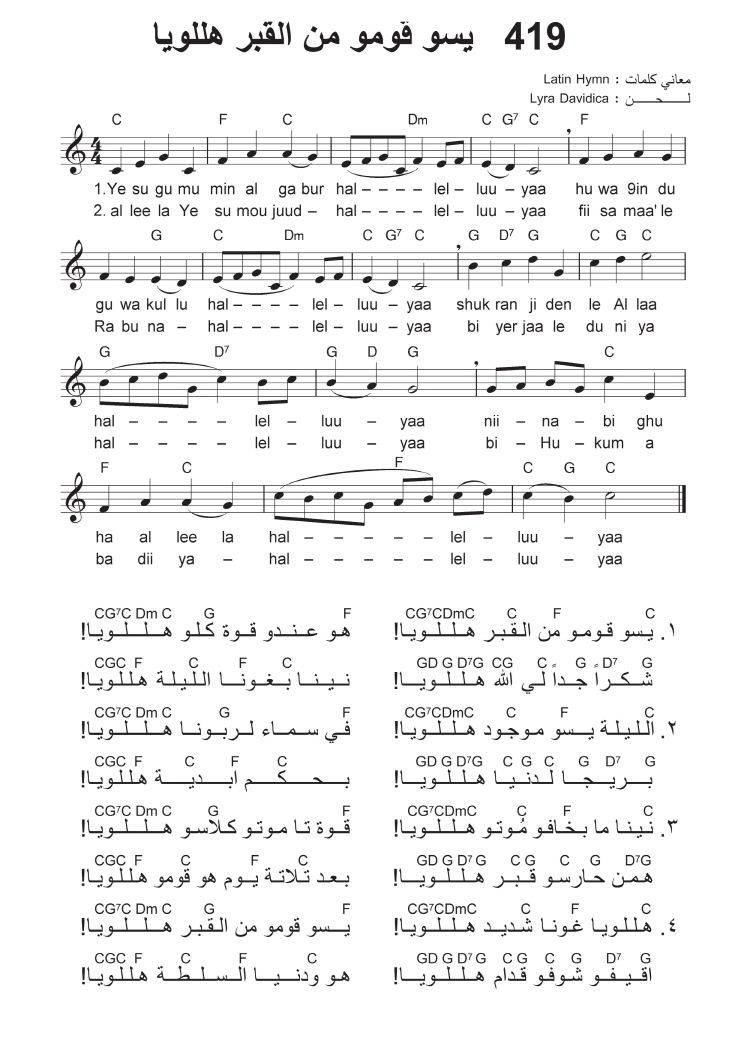 419 يسو قومو من القبر هللويا
معاني كلمات : Latin Hymn
لـــحـــن : Lyra Davidica
C F C Dm C G7 C F
1.Ye su gu mu min al ga bur hal – – – – lel – luu – yaa hu wa 9in du
2. al lee la Ye su mou juud – hal – – – – lel – luu – yaa fii sa maa' le
G C Dm C G7 C G D7 G C G C
gu wa kul lu hal – – – – lel – luu – yaa shuk ran ji den le Al laa
Ra bu na – hal – – – – lel – luu – yaa bi yer jaa le du ni ya
G D7 G D G C
hal – – – – lel – luu – yaa nii – na – bi ghu
hal – – – – lel – luu – yaa bi – Hu – kum a
F C F C G C
ha al lee la hal – – – – – lel – luu – yaa
ba dii ya – hal – – – – – lel – luu – yaa
CG7CDmC C F C CG7C Dm C G F
١. يسو قومو من القبر هللويا! هو عندو قوة كلو هللويا!
GD G D7G CG C G D7 G CGC F C F C
شكراً جداً لي الله هللويا! نينا بغونا الليلة هللويا!
CG7CDmC C F C CG7C Dm C G F
٢. الليلة يسو موجود هللويا! في سماء لربونا هللويا!
GD G D7G C G C G D7 G CGC F C F C
بريجا لدنيا هللويا! بحكم ابدية هللويا!
CG7CDmC C F C CG7C Dm C G F
٣. نينا ما بخافو مُوتو هللويا! قوة تا موتو كلاسو هللويا!
GD G D7 G C G C G D7G CGC F C F C
همن حارسو قبر هللويا! بعد تلاتة يوم هو قومو هللويا!
CG7CDmC C F C CG7C Dm C G F
٤. هللويا غونا شديد هللويا! يسو قومو من القبر هللويا!
GD G D7 G C G C G D7 G CGC F C F C
اقيفو شوفو قدام هللويا! هو ودنيا السلطة هللويا!